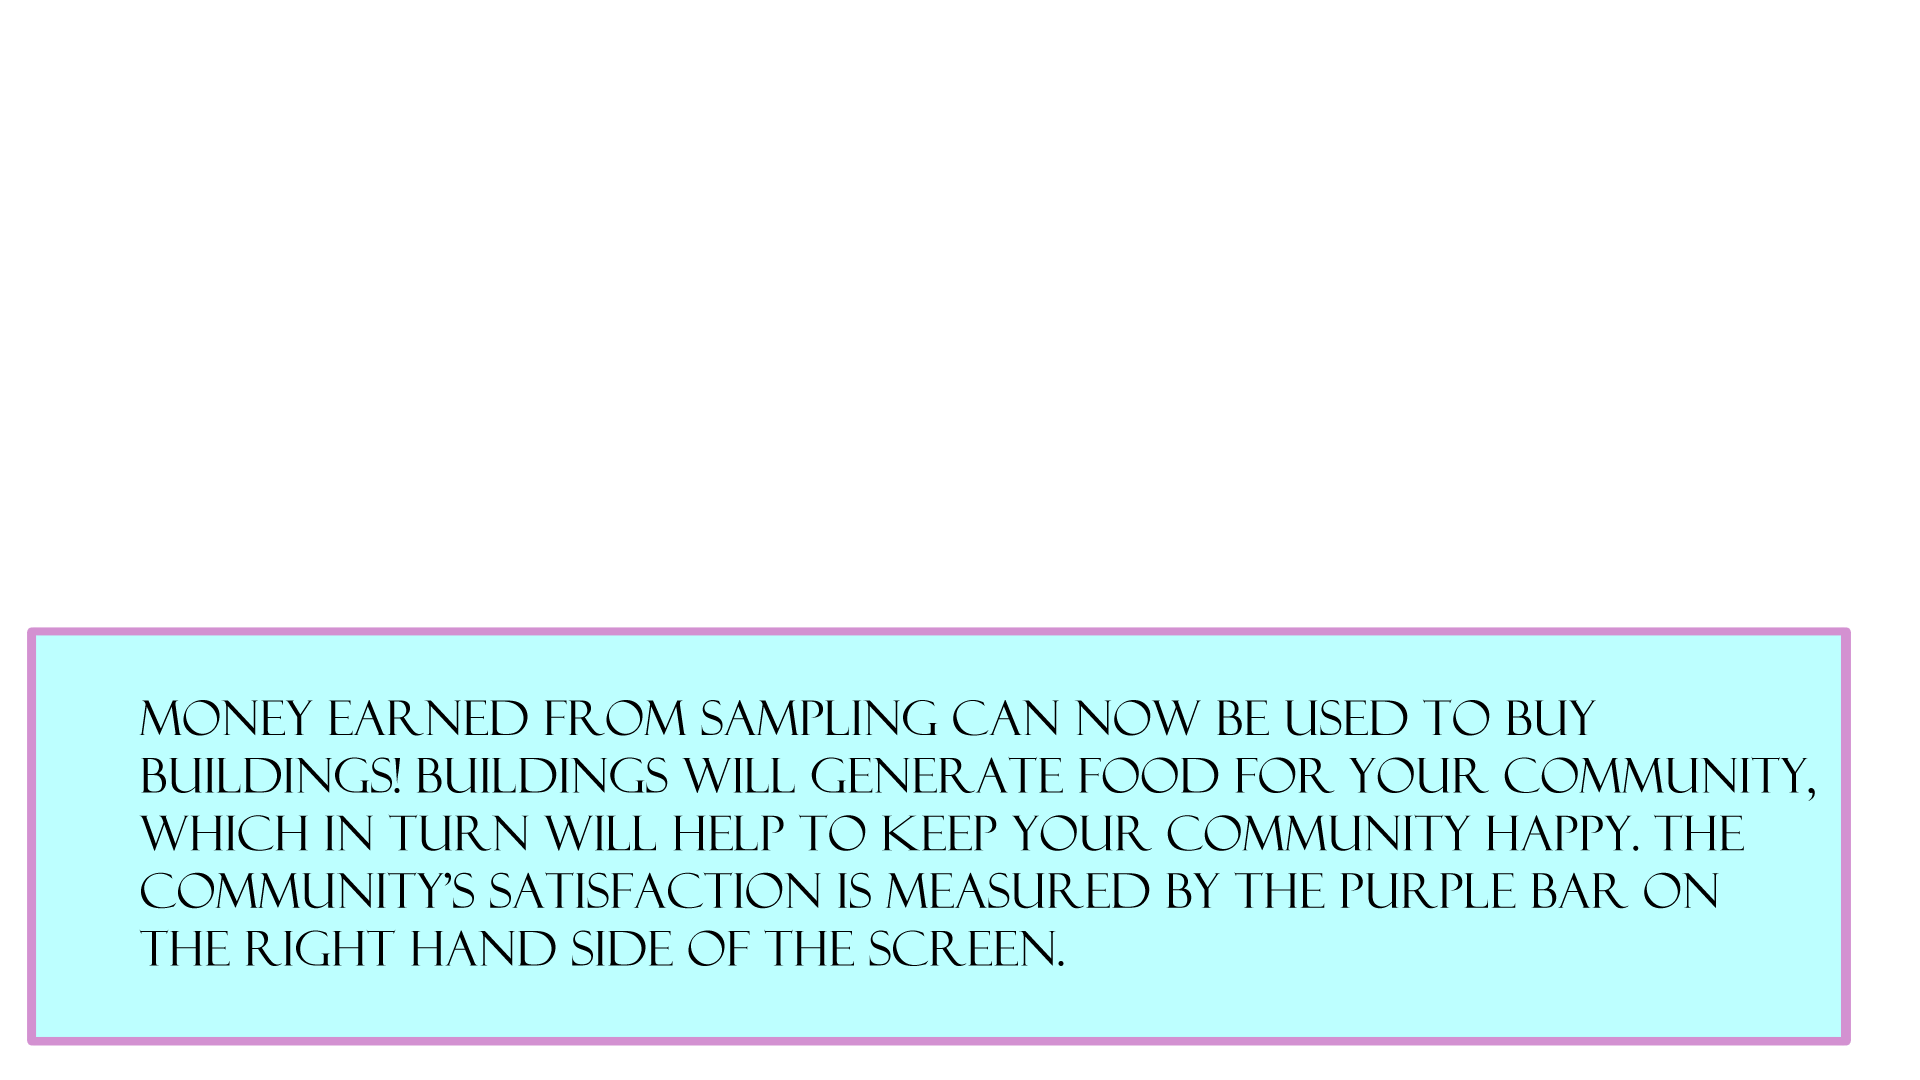 MONEY EARNED FROM SAMPLING CAN NOW BE USED TO BUY
BUILDINGS! BUILDINGS WILL GENERATE FOOD FOR YOUR COMMUNITY,
WHICH IN TURN WILL HELP TO KEEP YOUR COMMUNITY HAPPY. THE
COMMUNITY’S SATISFACTION IS MEASURED BY THE PURPLE BAR ON
THE RIGHT HAND SIDE OF THE SCREEN.